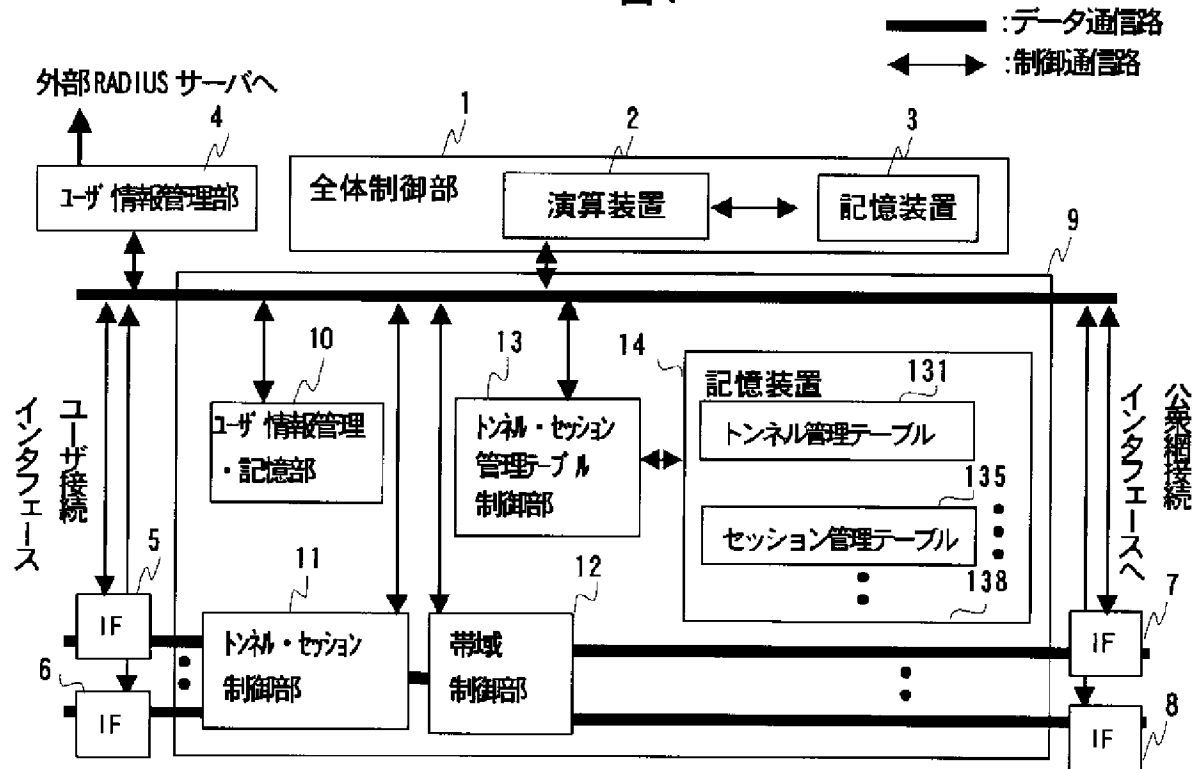 :データ通信路
:制御通信路
外部RADIUS サーバへ
4
1
2
3
ユーザ 情報管理部
全体制御部
演算装置
記憶装置
9
10
13
14
記憶装置
131
トンネル管理テーブル
ユーザ 情報管理
・記憶部
トンネル・セッション
管理テーブル
制御部
135
セッション管理テーブル
138
ユーザ接続
インタフェース
公衆網接続
インタフェースへ
5
IF
6
IF
11
トンネル・セッション
制御部
12
帯域
制御部
7
IF
8
IF